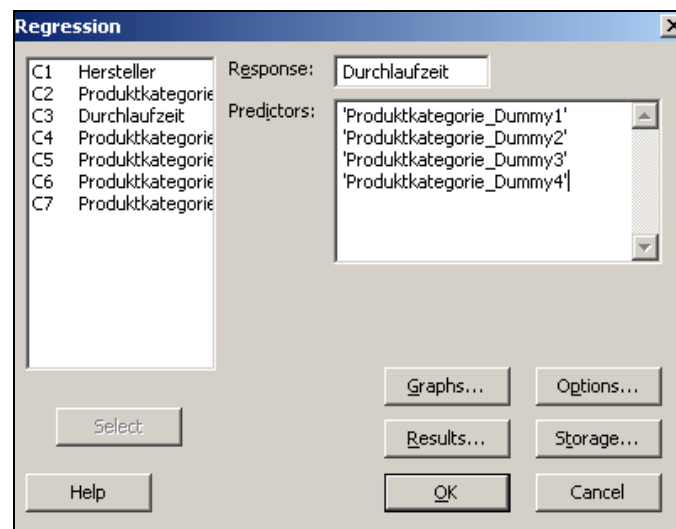 Regression
C1 Hersteller
C2 Produktkategorie
C3 Durchlaufzeit
C4 Produktkategorie
C5 Produktkategorie
C6 Produktkategorie
C7 Produktkategorie
Response: Durchlaufzeit
Predictors: 'Produktkategorie_Dummy1'
'Produktkategorie_Dummy2'
'Produktkategorie_Dummy3'
'Produktkategorie_Dummy4'
Select
Graphs... Options...
Results... Storage...
Help OK Cancel